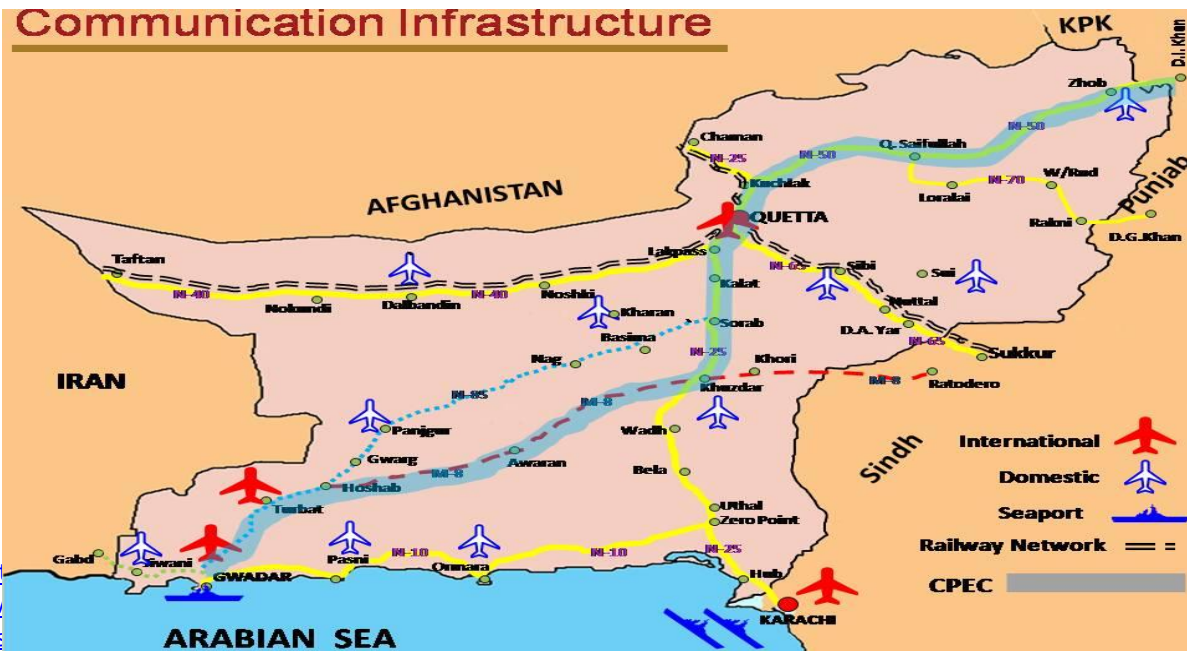 Communication Infrastructure
KPK
D.I. Khan
Zhob
N-50
Chaman
N-25
N-50
Q. Saifullah
Kuchlak
AFGHANISTAN
Loralai
N-70
W/Rud
Punjab
QUETTA
Rakni
D.G.Khan
Lakpass
Taftan
N-65
Sibi
Sui
N-40
Nokundi
Dalbandin
N-40
Noshki
Kalat
Kharan
Sorab
D.A. Yar
N-65
Sukkur
Basima
Nag
N-25
Khori
IRAN
Khuzdar
M-8
Ratodero
N-85
M-8
Panjgur
Wadh
Gwarg
Awaran
Bela
M-8
Hoshab
Turbat
Sindh
International
Domestic
Seaport
Railway Network
CPEC
Uthal
Zero Point
Gabd
Jiwani
Pasni
N-10
Ormara
N-10
N-25
GWADAR
Hub
KARACHI
ARABIAN SEA